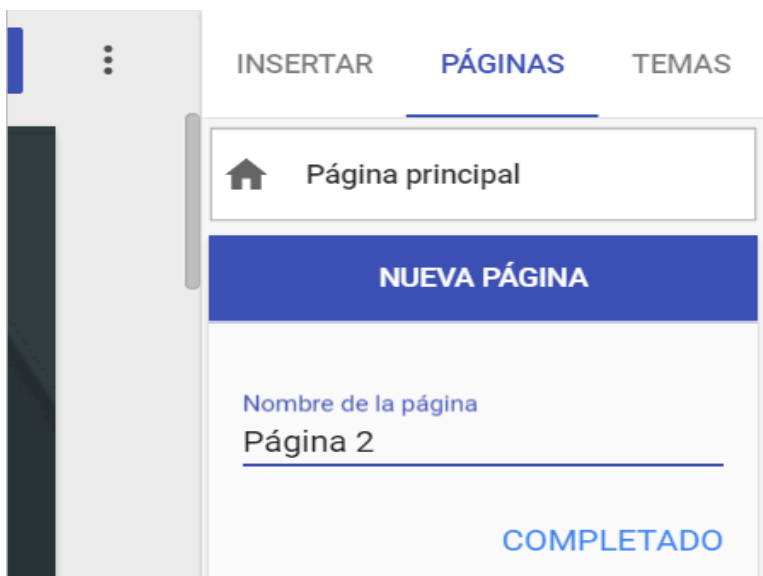 INSERTAR PÁGINAS TEMAS
Página principal
NUEVA PÁGINA
Nombre de la página
Página 2
COMPLETADO